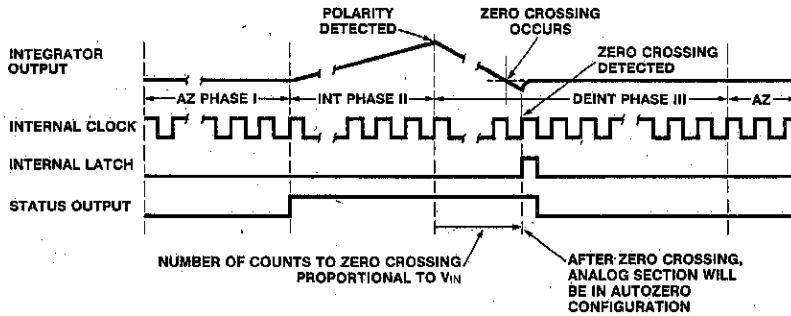 POLARITY
DETECTED
ZERO CROSSING
OCCURS
INTEGRATOR
OUTPUT
ZERO CROSSING
DETECTED
AZ PHASE I
INT PHASE II
DEINT PHASE III
AZ
INTERNAL CLOCK
INTERNAL LATCH
STATUS OUTPUT
NUMBER OF COUNTS TO ZERO CROSSING
PROPORTIONAL TO VIN
AFTER ZERO CROSSING,
ANALOG SECTION WILL
BE IN AUTOZERO
CONFIGURATION